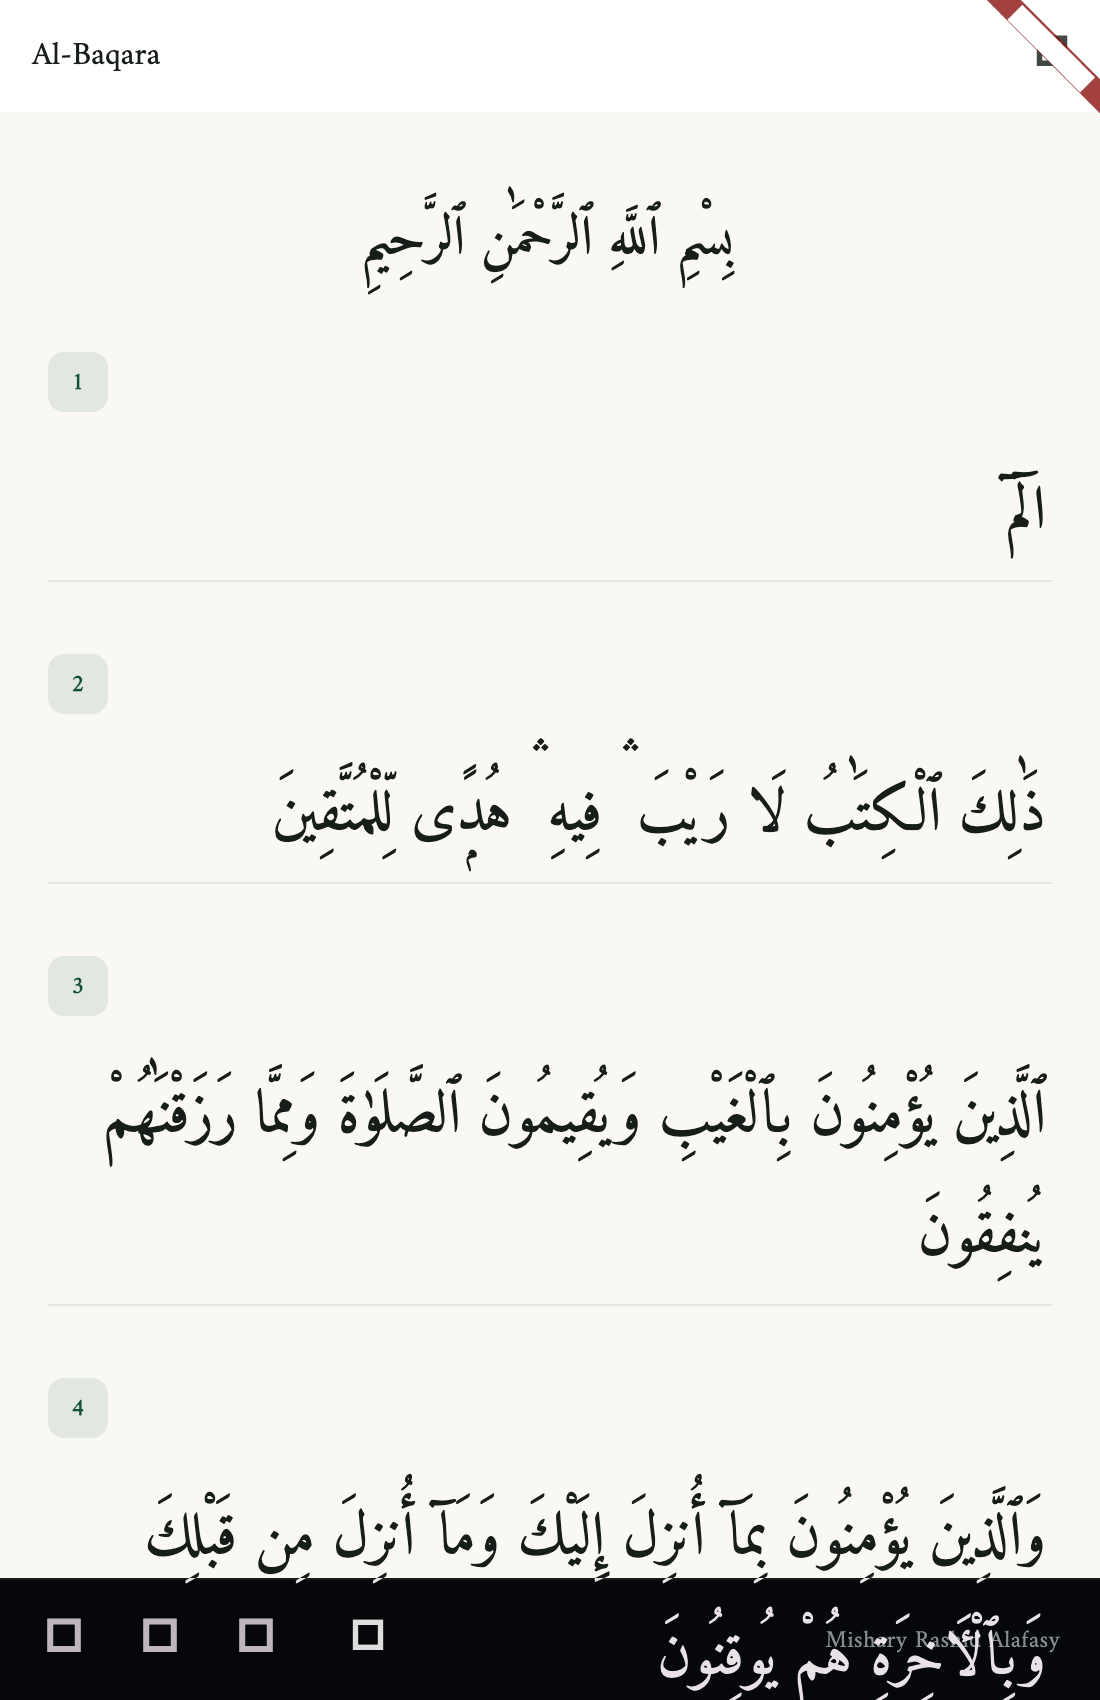 Al-Baqara
بِسْمِ ٱللَّهِ ٱلرَّحْمَٰنِ ٱلرَّحِيمِ
1
الٓمٓ
2
ذَٰلِكَ ٱلْكِتَٰبُ لَا رَيْبَ ۛ فِيهِ ۛ هُدًۭى لِّلْمُتَّقِينَ
3
ٱلَّذِينَ يُؤْمِنُونَ بِٱلْغَيْبِ وَيُقِيمُونَ ٱلصَّلَوٰةَ وَمِمَّا رَزَقْنَٰهُمْ
يُنفِقُونَ
4
وَٱلَّذِينَ يُؤْمِنُونَ بِمَآ أُنزِلَ إِلَيْكَ وَمَآ أُنزِلَ مِن قَبْلِكَ
وَبِٱلْأَخِرَةِ هُمْ يُوقِنُونَ
Mishary Rashid Alafasy